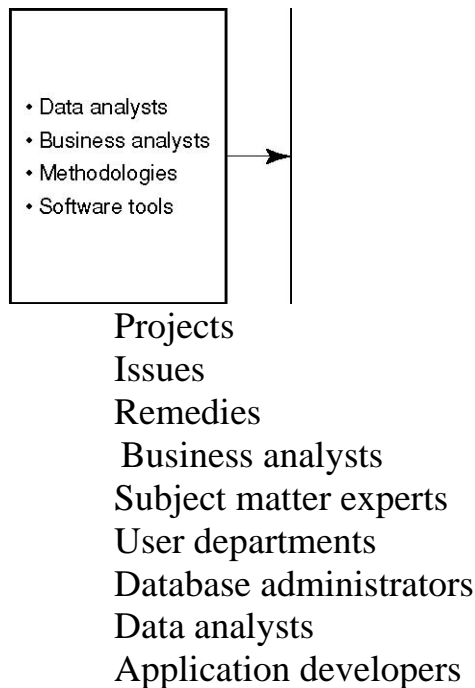 • Data analysts
• Business analysts
• Methodologies
• Software tools
Projects
Issues
Remedies
Business analysts
Subject matter experts
User departments
Database administrators
Data analysts
Application developers